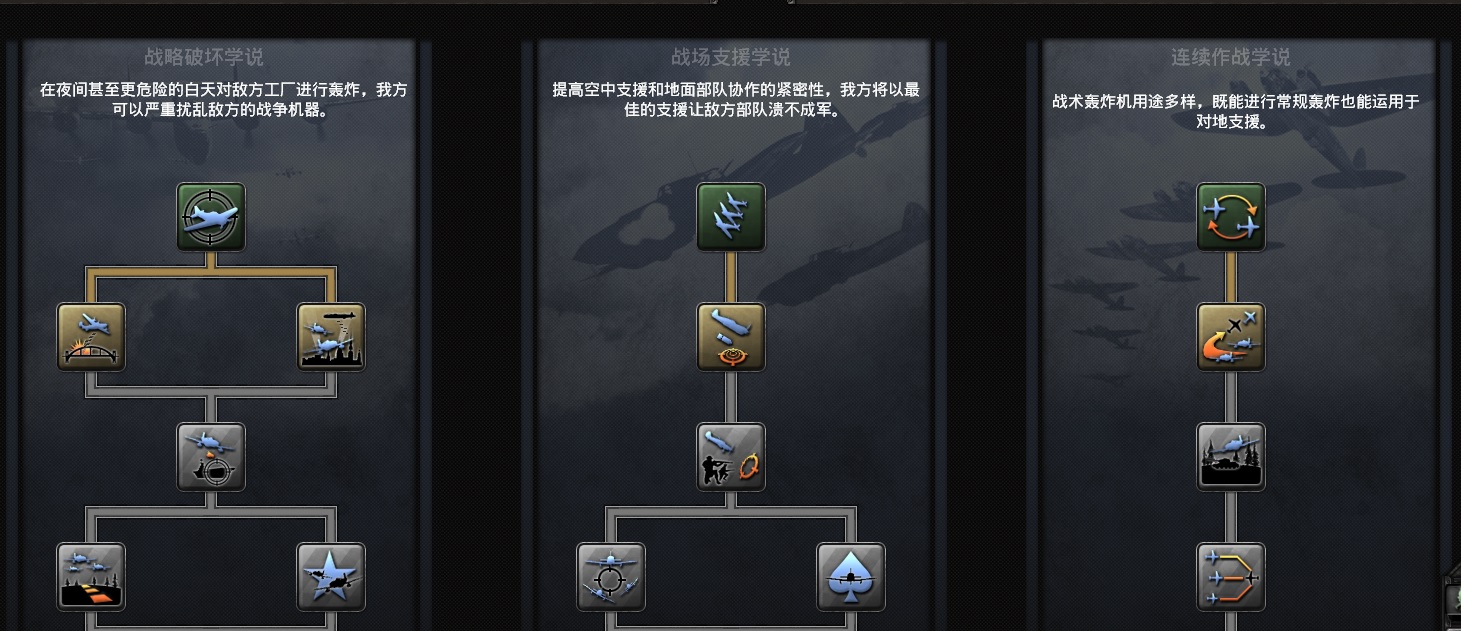 战略破坏学说
在夜间甚至更危险的白天对敌方工厂进行轰炸，我方
可以严重扰乱敌方的战争机器。
战场支援学说
提高空中支援和地面部队协作的紧密性，我方将以最
佳的支援让敌方部队溃不成军。
连续作战学说
战术轰炸机用途多样，既能进行常规轰炸也能运用于
对地支援。